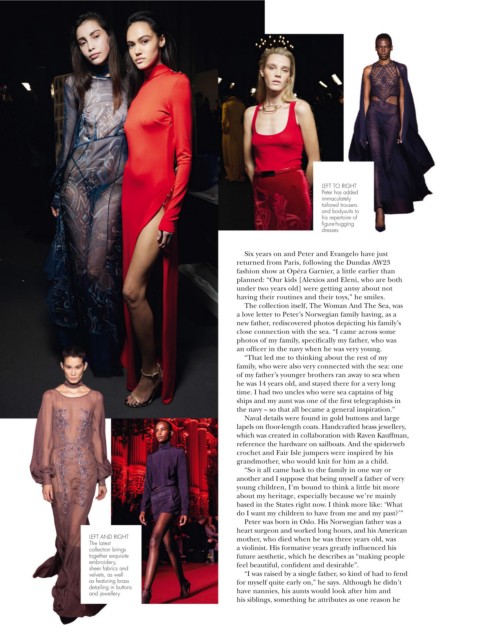 LEFT TO RIGHT
Peter has added
immaculately
tailored trousers
and bodysuits to
his repertoire of
figure-hugging
dresses
Six years on and Peter and Evangelo have just
returned from Paris, following the Dundas AW23
fashion show at Opéra Garnier, a little earlier than
planned: “Our kids [Alexios and Eleni, who are both
under two years old] were getting antsy about not
having their routines and their toys,” he smiles.
The collection itself, The Woman And The Sea, was
a love letter to Peter’s Norwegian family having, as a
new father, rediscovered photos depicting his family’s
close connection with the sea. “I came across some
photos of my family, specifically my father, who was
an officer in the navy when he was very young.
“That led me to thinking about the rest of my
family, who were also very connected with the sea: one
of my father’s younger brothers ran away to sea when
he was 14 years old, and stayed there for a very long
time. I had two uncles who were sea captains of big
ships and my aunt was one of the first telegraphists in
the navy – so that all became a general inspiration.”
Naval details were found in gold buttons and large
lapels on floor-length coats. Handcrafted brass jewellery,
which was created in collaboration with Raven Kauffman,
reference the hardware on sailboats. And the spiderweb
crochet and Fair Isle jumpers were inspired by his
grandmother, who would knit for him as a child.
“So it all came back to the family in one way or
another and I suppose that being myself a father of very
young children, I’m bound to think a little bit more
about my heritage, especially because we’re mainly
based in the States right now. I think more like: ‘What
do I want my children to have from me and my past?’”
Peter was born in Oslo. His Norwegian father was a
heart surgeon and worked long hours, and his American
mother, who died when he was three years old, was
a violinist. His formative years greatly influenced his
future aesthetic, which he describes as “making people
feel beautiful, confident and desirable”.
“I was raised by a single father, so kind of had to fend
for myself quite early on,” he says. Although he didn’t
have nannies, his aunts would look after him and
his siblings, something he attributes as one reason he
LEFT AND RIGHT
The latest
collection brings
together exquisite
embroidery,
sheer fabrics and
velvets, as well
as featuring brass
detailing in buttons
and jewellery